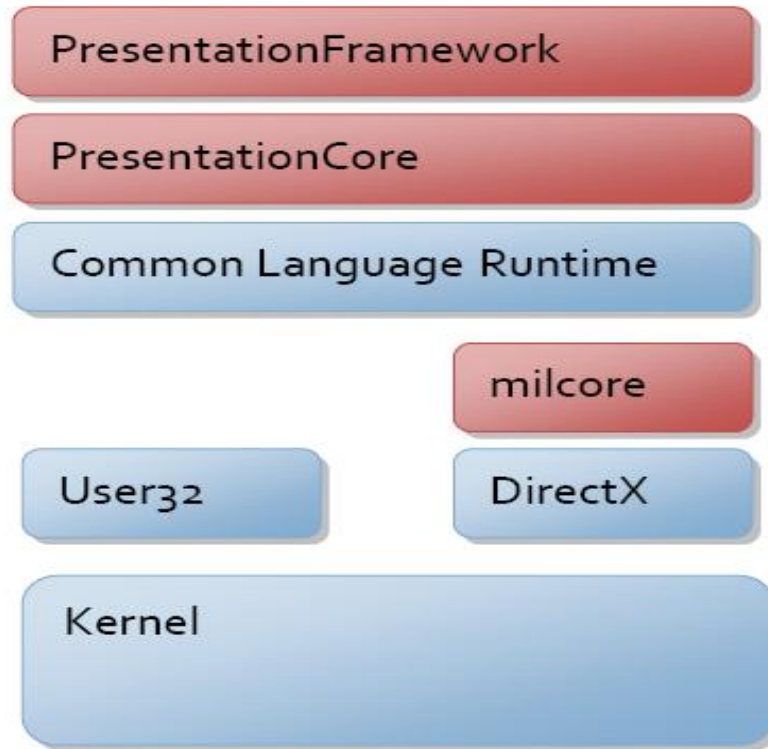 PresentationFramework
PresentationCore
Common Language Runtime
milcore
User32
DirectX
Kernel